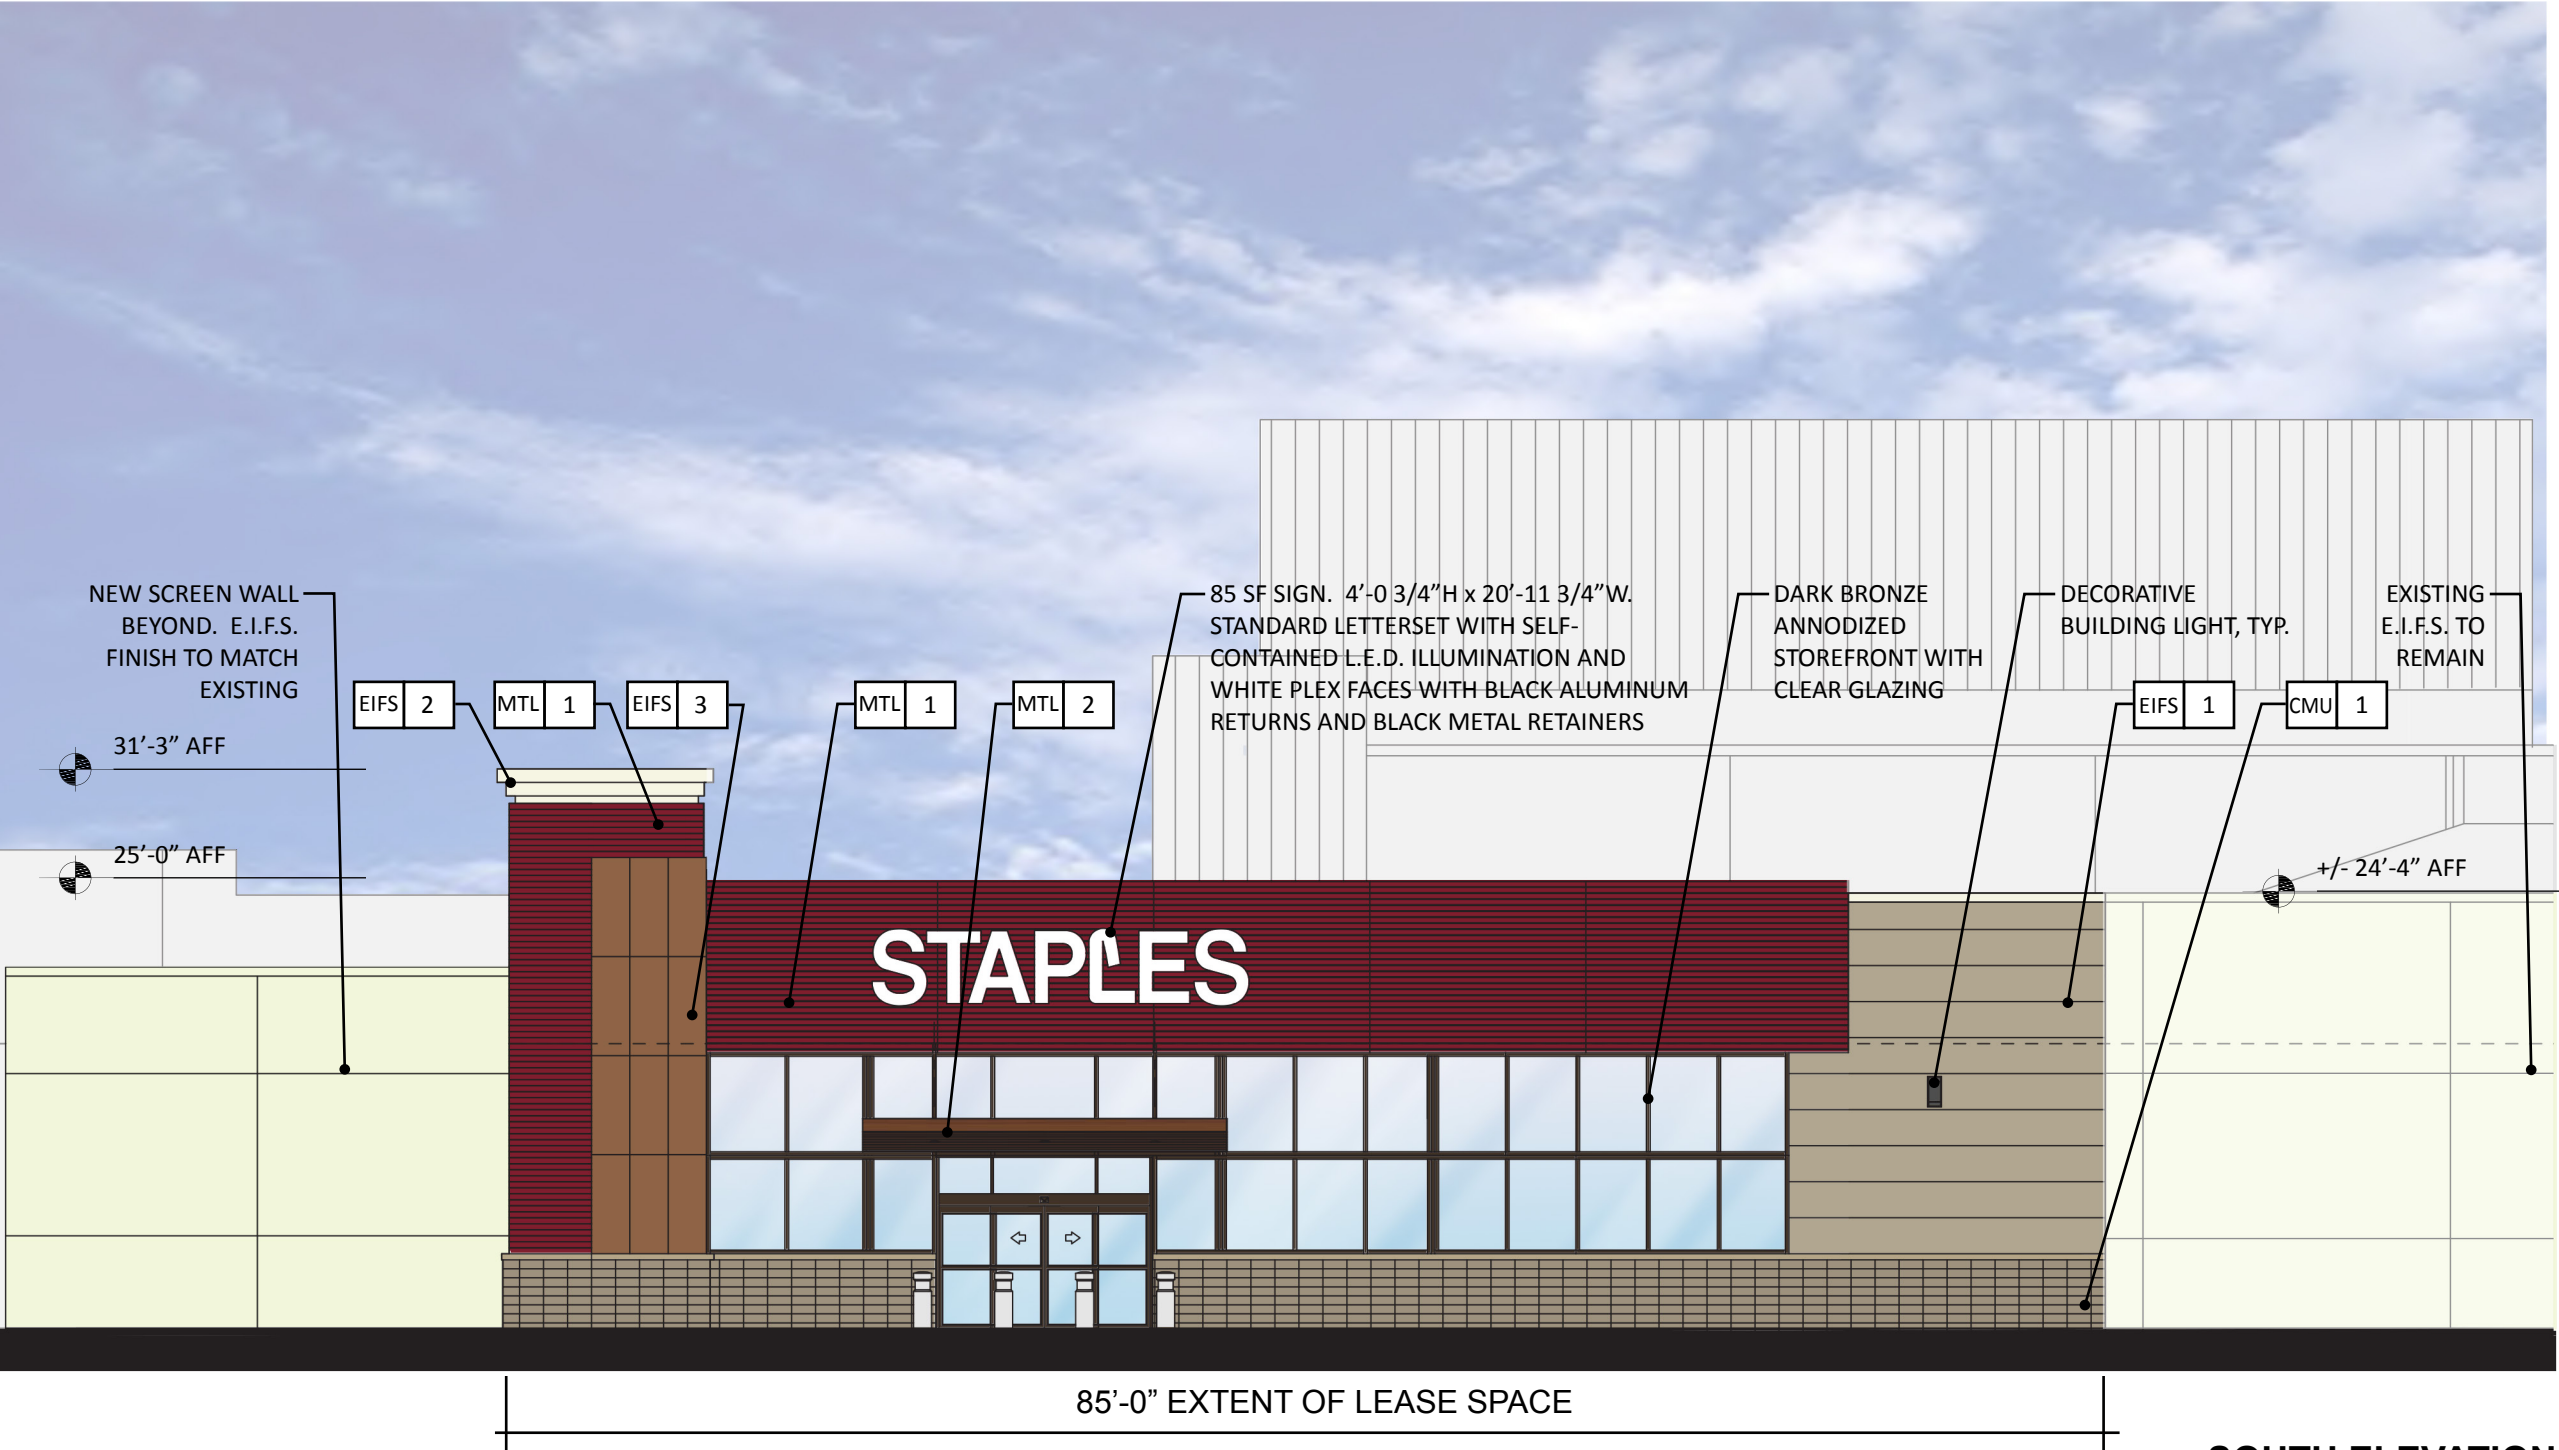 NEW SCREEN WALL
BEYOND.  E.I.F.S.
FINISH TO MATCH
EXISTING
EIFS 2
MTL 1
EIFS 3
MTL 1
MTL 2
85 SF SIGN.  4’-0 3/4”H x 20’-11 3/4”W.
STANDARD LETTERSET WITH SELF-
CONTAINED L.E.D. ILLUMINATION AND
WHITE PLEX FACES WITH BLACK ALUMINUM
RETURNS AND BLACK METAL RETAINERS
DARK BRONZE
ANNODIZED
STOREFRONT WITH
CLEAR GLAZING
DECORATIVE
BUILDING LIGHT, TYP.
EXISTING
E.I.F.S. TO
REMAIN
EIFS 1
CMU 1
31’-3” AFF
25’-0” AFF
+/- 24’-4” AFF
STAPLES
85’-0” EXTENT OF LEASE SPACE
SOUTH ELEVATION